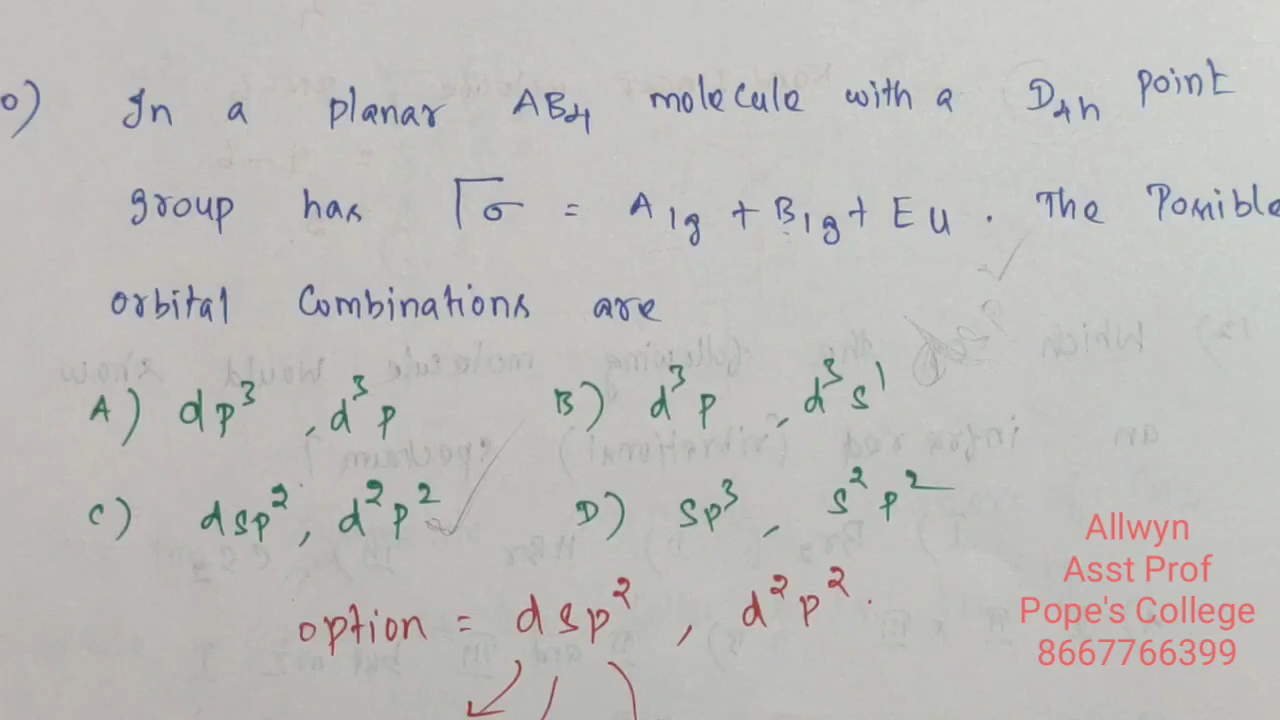 0) In a planar AB₄ molecule with a D₄h point
group has Γσ = A₁g + B₁g + Eu. The Possible
orbital Combinations are
A) dp³, d³p B) d³p, d³s¹
C) dsp², d²p² D) sp³, s²p²
option = dsp², d²p².
Allwyn
Asst Prof
Pope's College
8667766399